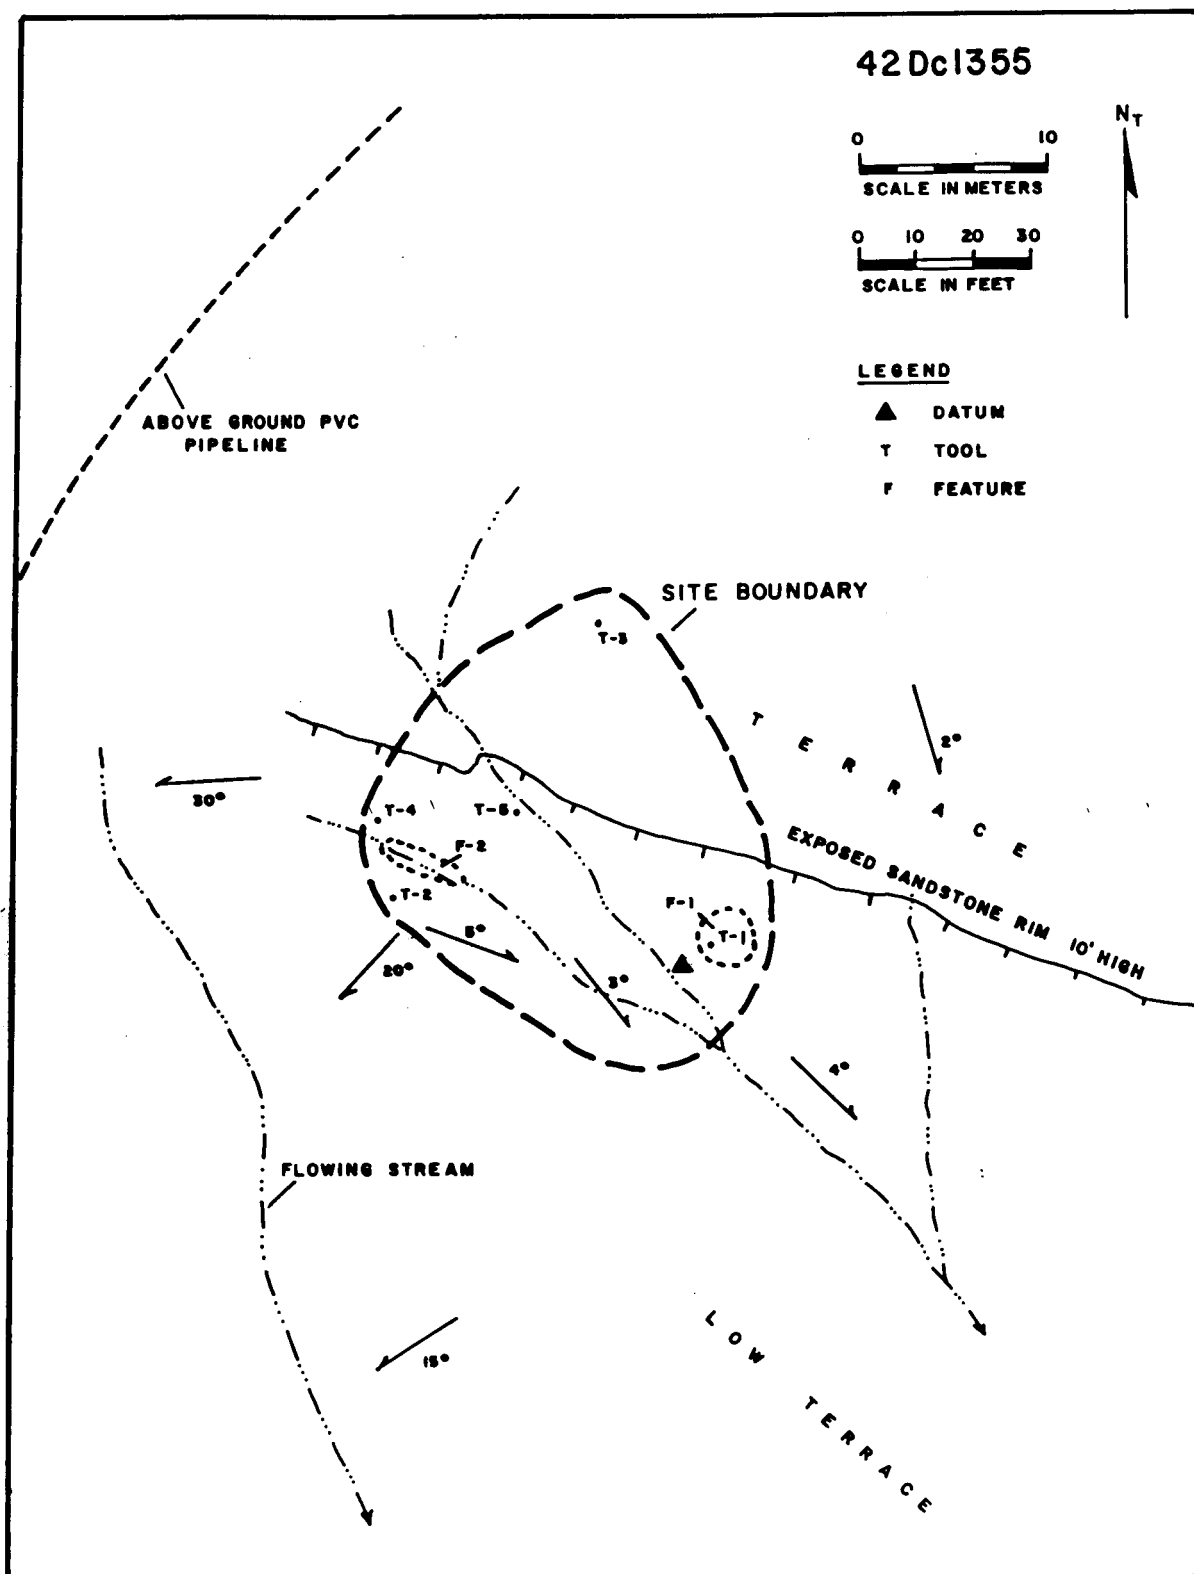 42Dc1355
N_T
0 10
SCALE IN METERS
0 10 20 30
SCALE IN FEET
LEGEND
DATUM
T TOOL
F FEATURE
ABOVE GROUND PVC
PIPELINE
SITE BOUNDARY
T-3
TERRACE
2°
30°
T-4
T-5
EXPOSED SANDSTONE RIM 10' HIGH
F-2
T-2
F-1
T-1
5°
20°
3°
4°
FLOWING STREAM
15°
LOW TERRACE